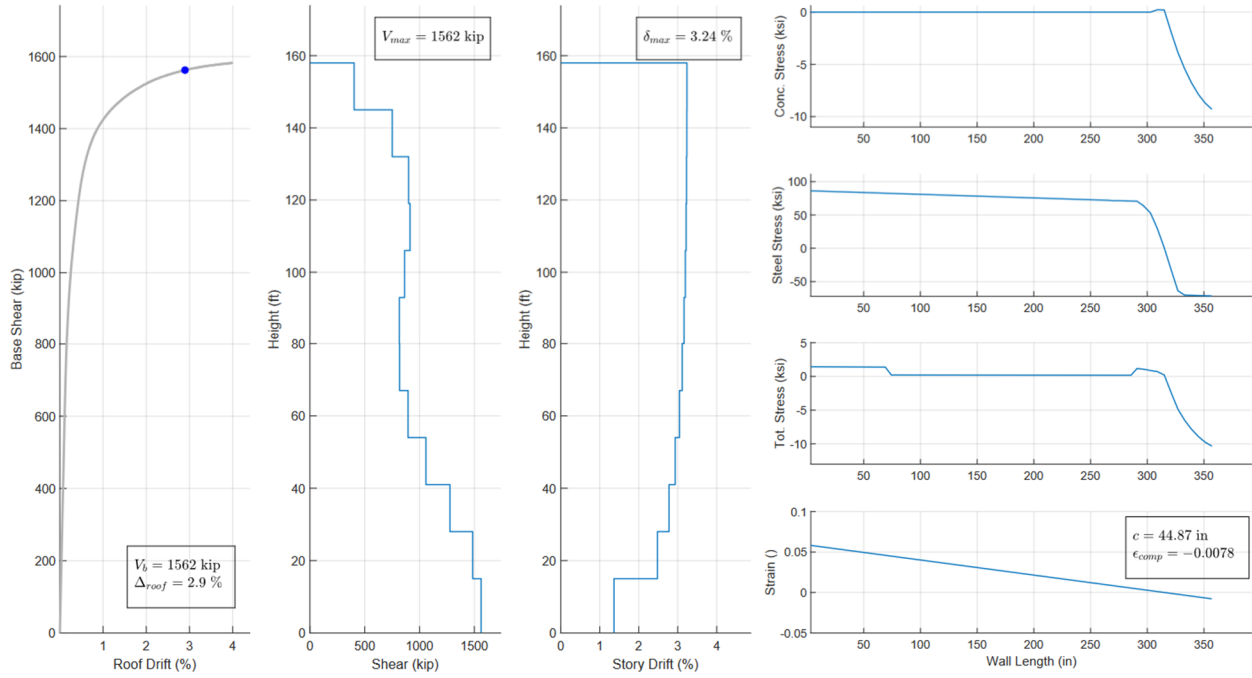 1600
1400
1200
1000
800
600
400
200
0
1 2 3 4
Base Shear (kip)
Roof Drift (%)
V_b = 1562 kip
Δ_roof = 2.9 %
V_max = 1562 kip
160
140
120
100
80
60
40
20
0
0 500 1000 1500
Height (ft)
Shear (kip)
δ_max = 3.24 %
160
140
120
100
80
60
40
20
0
0 1 2 3 4
Height (ft)
Story Drift (%)
0
-5
-10
50 100 150 200 250 300 350
Conc. Stress (ksi)
100
50
0
-50
50 100 150 200 250 300 350
Steel Stress (ksi)
5
0
-5
-10
50 100 150 200 250 300 350
Tot. Stress (ksi)
0.1
0.05
0
-0.05
50 100 150 200 250 300 350
Strain ()
Wall Length (in)
c = 44.87 in
ϵ_comp = −0.0078